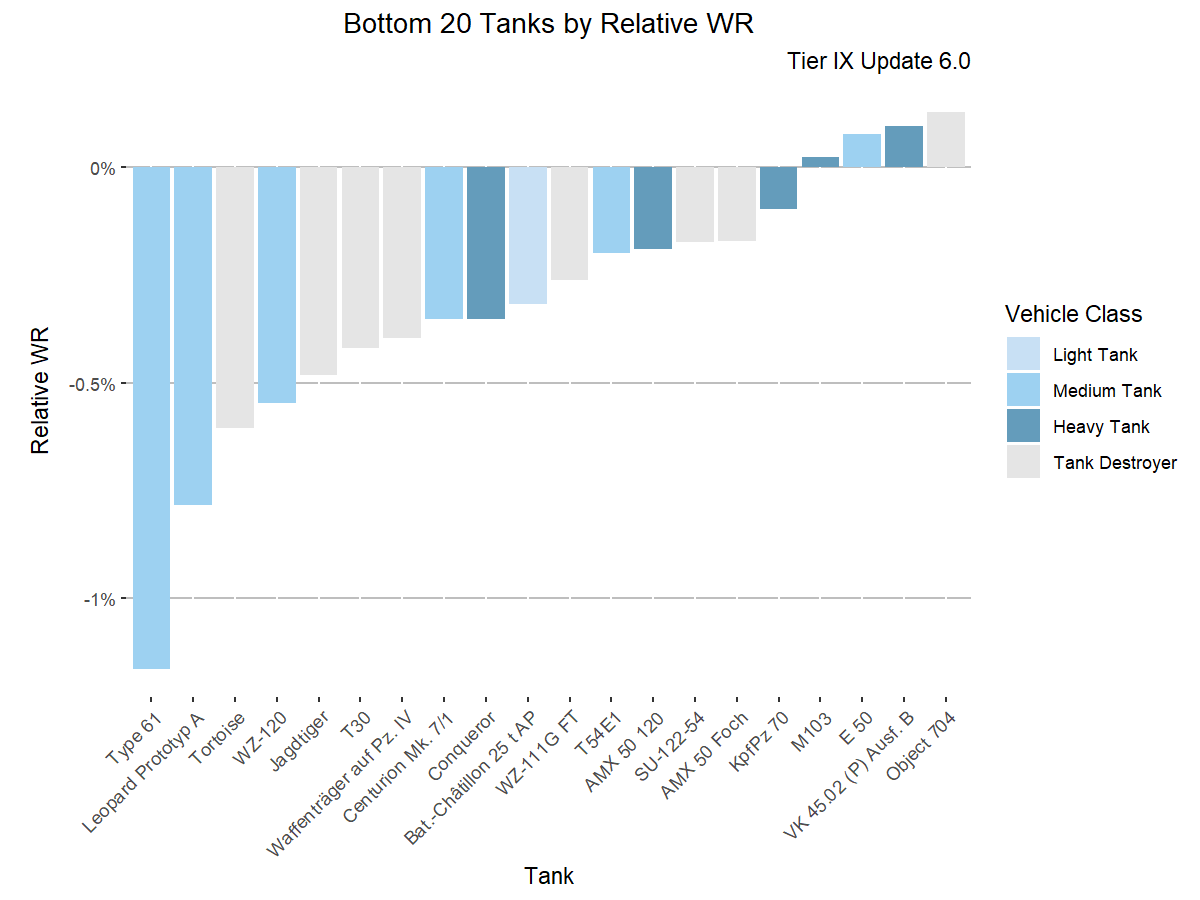 Bottom 20 Tanks by Relative WR
Tier IX Update 6.0
0%
-0.5%
-1%
Relative WR
Type 61
Leopard Prototyp A
Tortoise
WZ-120
Jagdtiger
T30
Waffenträger auf Pz. IV
Centurion Mk. 7/1
Conqueror
Bat.-Châtillon 25 t AP
WZ-111G FT
T54E1
AMX 50 120
SU-122-54
AMX 50 Foch
KpfPz 70
M103
E 50
VK 45.02 (P) Ausf. B
Object 704
Tank
Vehicle Class
Light Tank
Medium Tank
Heavy Tank
Tank Destroyer